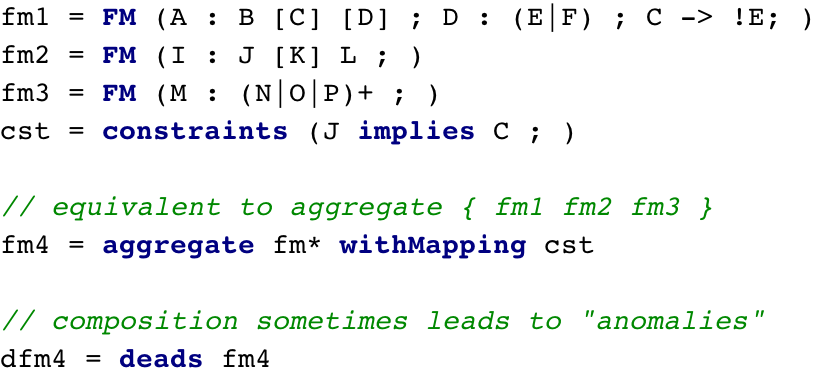 fm1 = FM (A : B [C] [D] ; D : (E|F) ; C -> !E; )
fm2 = FM (I : J [K] L ; )
fm3 = FM (M : (N|O|P)+ ; )
cst = constraints (J implies C ; )
// equivalent to aggregate { fm1 fm2 fm3 }
fm4 = aggregate fm* withMapping cst
// composition sometimes leads to "anomalies"
dfm4 = deads fm4